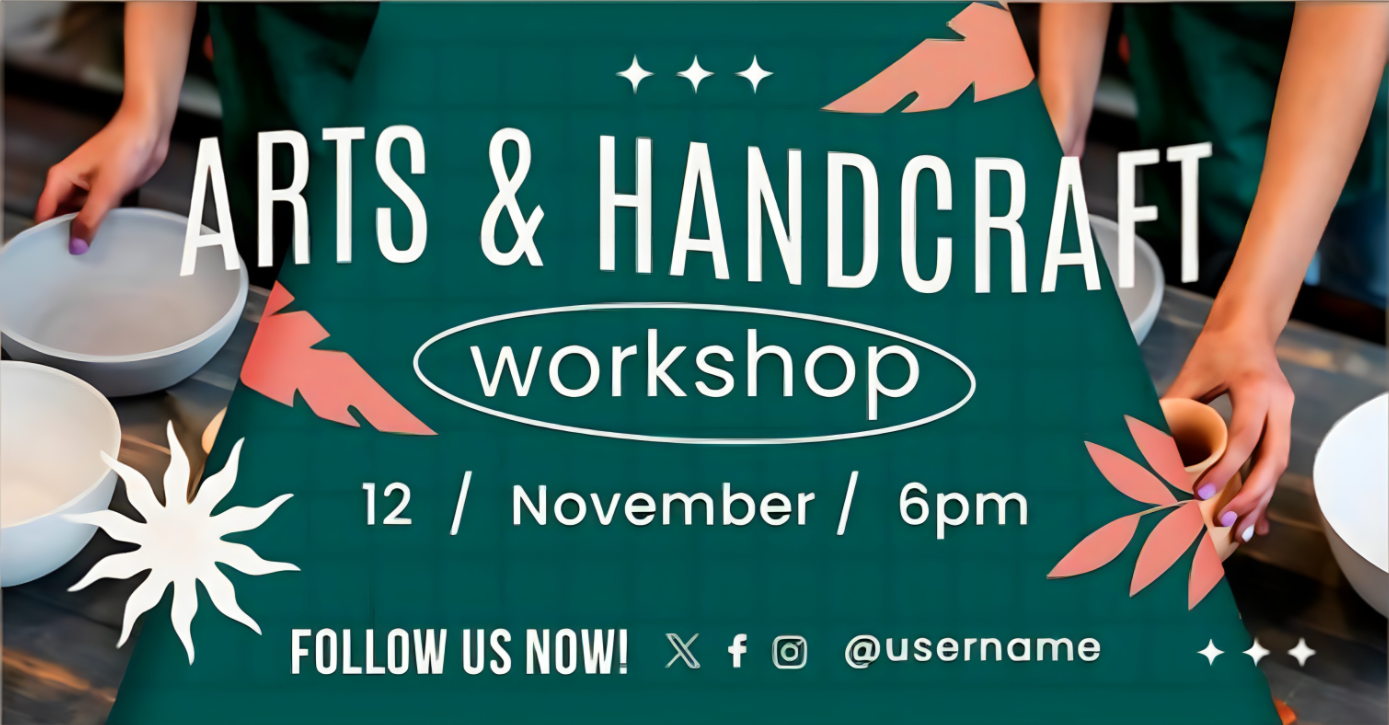 ARTS & HANDCRAFT
workshop
12 / November / 6pm
FOLLOW US NOW! @username